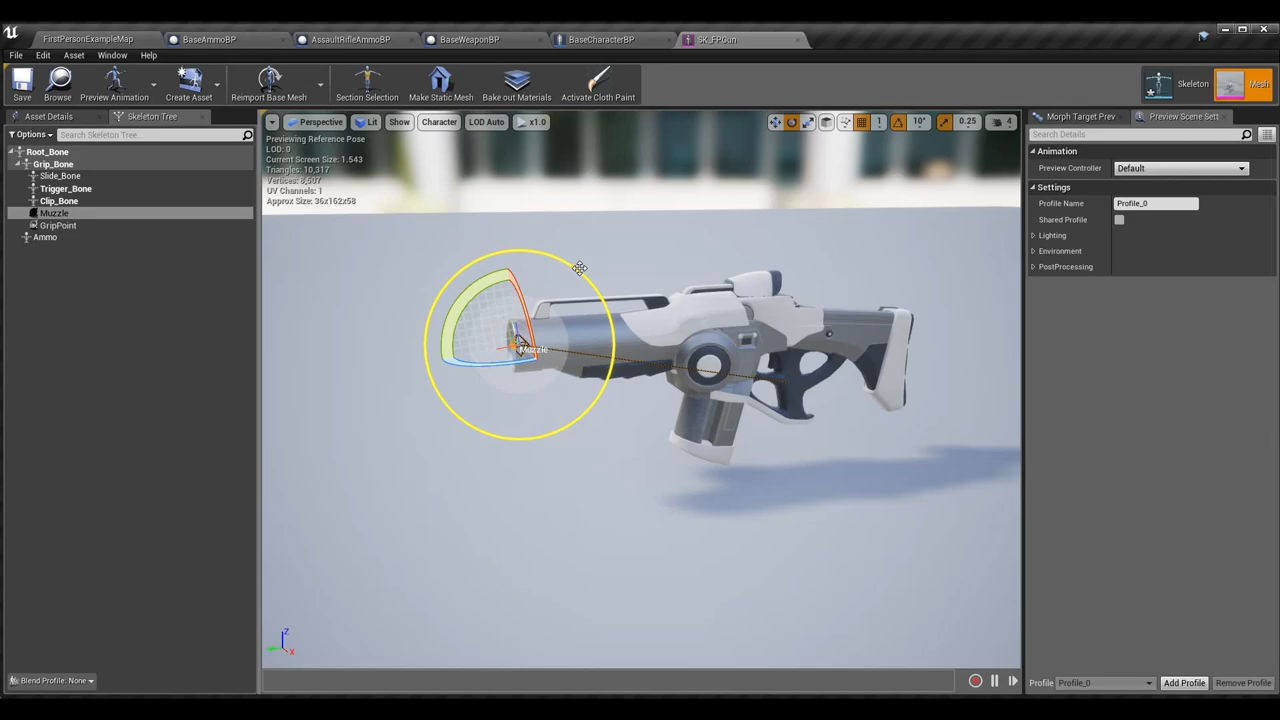 FirstPersonExampleMap
BaseAmmoBP
AssaultRifleAmmoBP
BaseWeaponBP
BaseCharacterBP
SK_FPGun
File Edit Asset Window Help
Save
Browse
Preview Animation
Create Asset
Reimport Base Mesh
Section Selection
Make Static Mesh
Bake out Materials
Activate Cloth Paint
Skeleton
Mesh
Asset Details
Skeleton Tree
Options
Search Skeleton Tree...
Root_Bone
Grip_Bone
Slide_Bone
Trigger_Bone
Clip_Bone
Muzzle
GripPoint
Ammo
Blend Profile: None
Perspective
Lit
Show
Character
LOD Auto
x1.0
1
10°
0.25
4
Previewing Reference Pose
LOD: 0
Current Screen Size: 1.543
Triangles: 10,317
Vertices: 8,507
UV Channels: 1
Approx Size: 36x162x58
Muzzle
Z
X
Morph Target Prev
Preview Scene Sett
Search Details
Animation
Preview Controller
Default
Settings
Profile Name
Profile_0
Shared Profile
Lighting
Environment
PostProcessing
Profile
Profile_0
Add Profile
Remove Profile